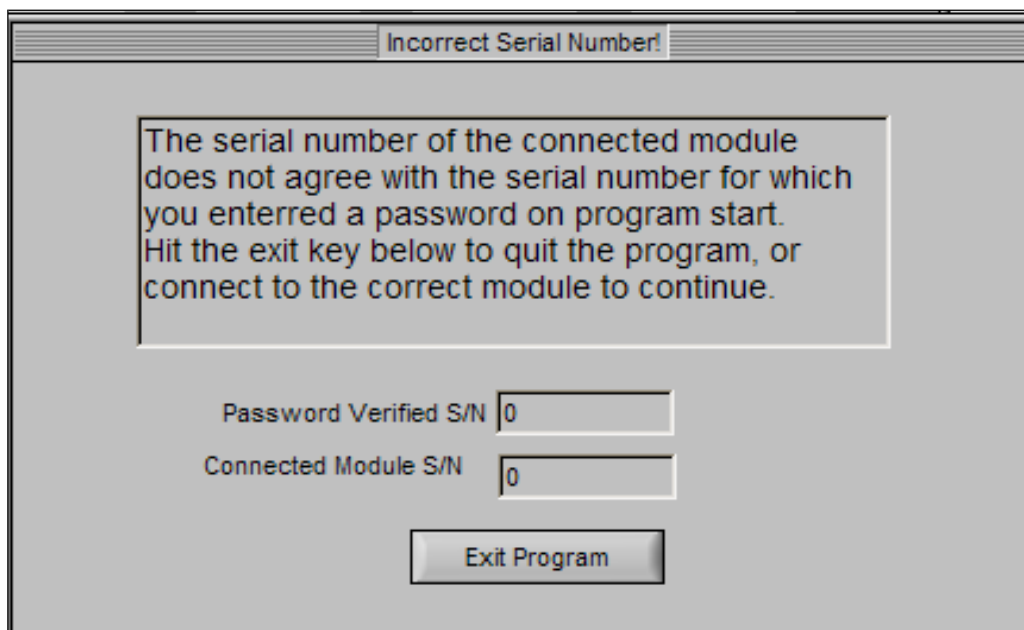 Incorrect Serial Number!
The serial number of the connected module
does not agree with the serial number for which
you enterred a password on program start.
Hit the exit key below to quit the program, or
connect to the correct module to continue.
Password Verified S/N 0
Connected Module S/N 0
Exit Program